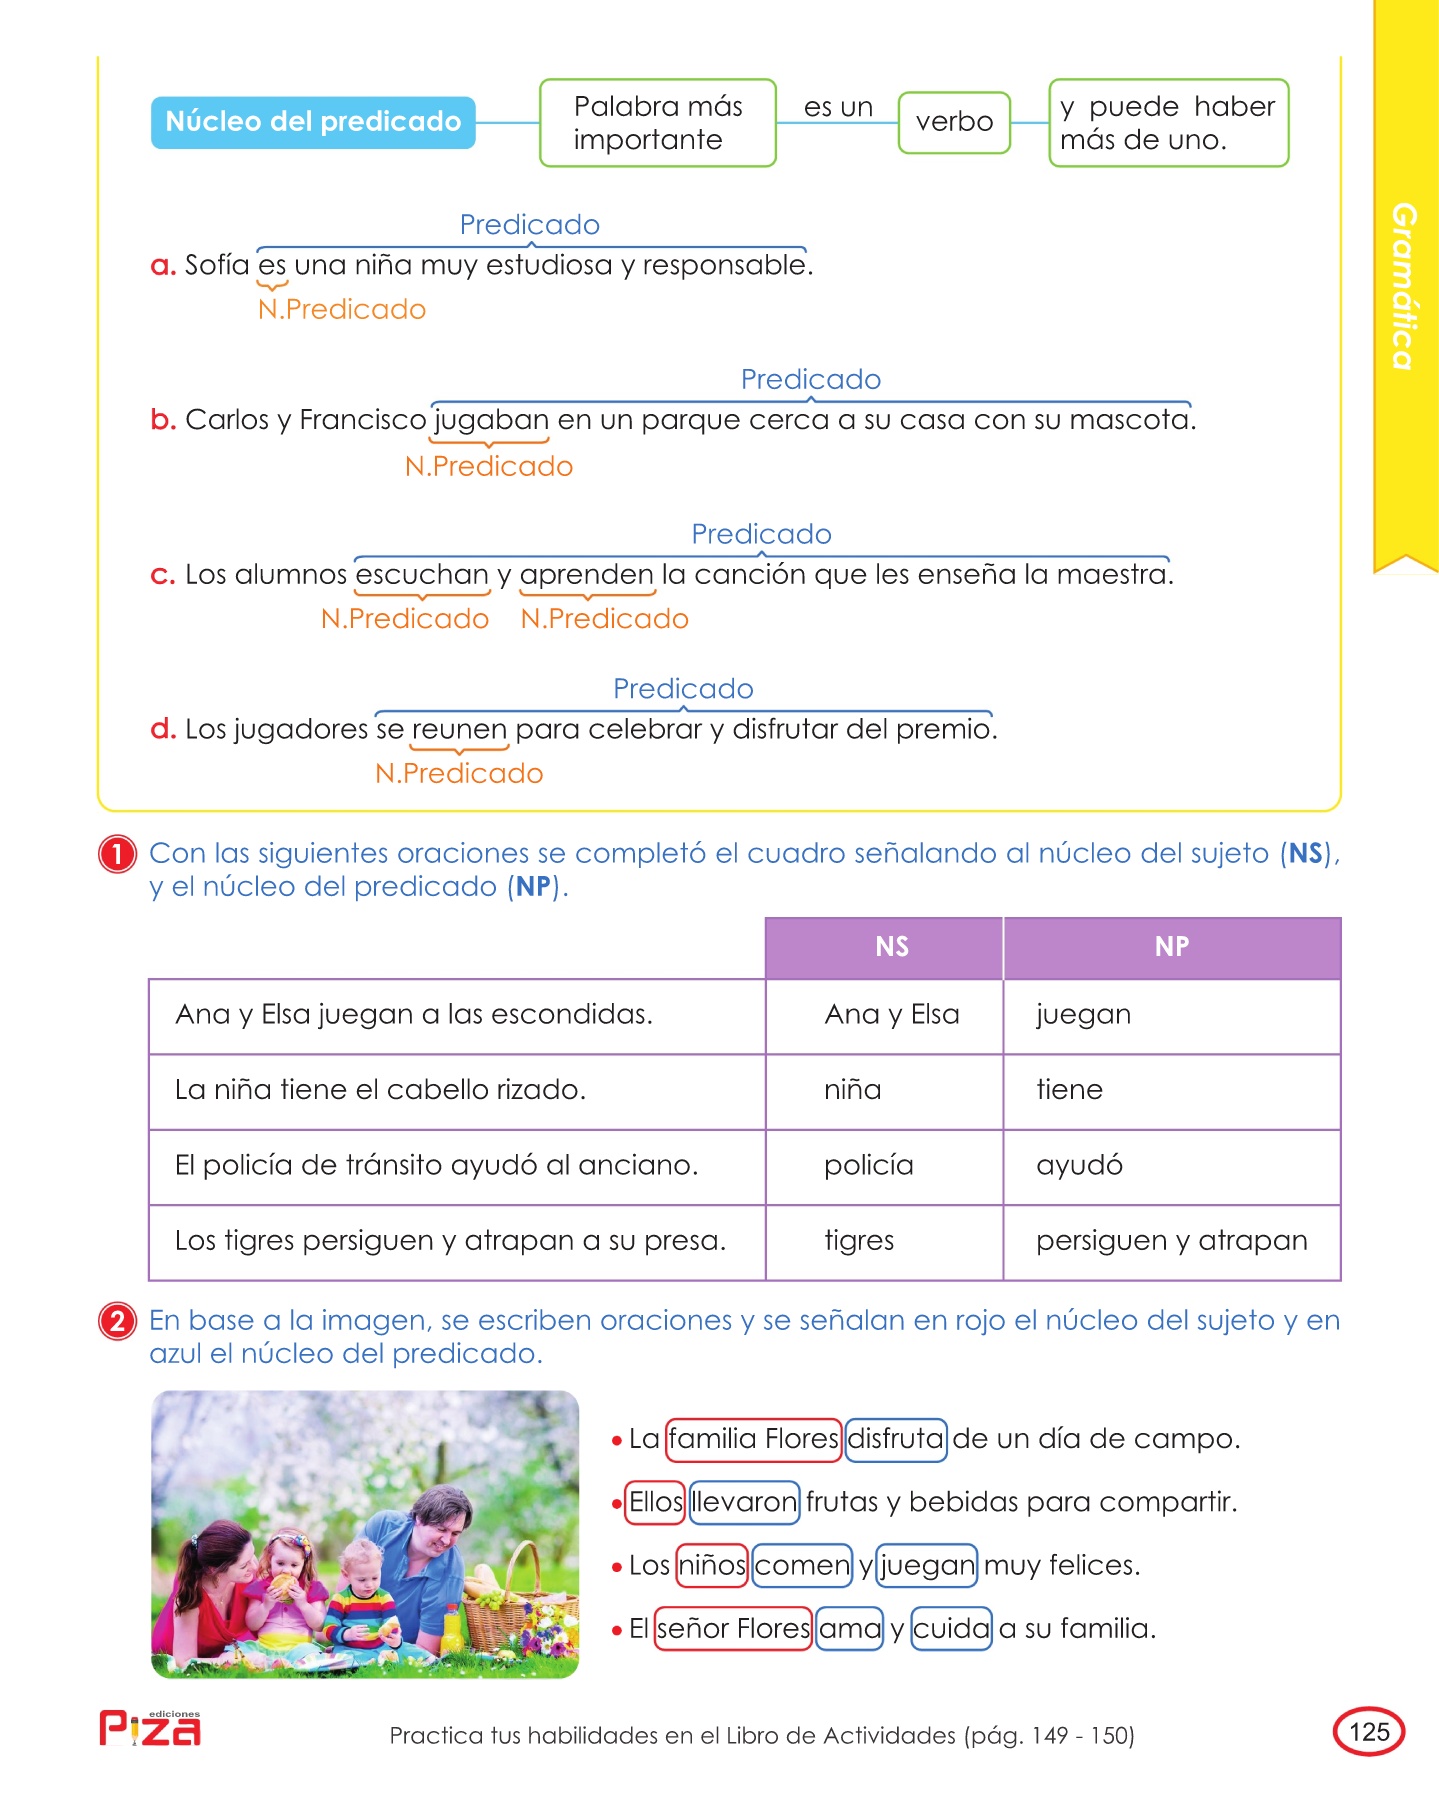 Núcleo del predicado
Palabra más
importante
es un
verbo
y puede haber
más de uno.
Gramática
Predicado
a. Sofía es una niña muy estudiosa y responsable.
N.Predicado
Predicado
b. Carlos y Francisco jugaban en un parque cerca a su casa con su mascota.
N.Predicado
Predicado
c. Los alumnos escuchan y aprenden la canción que les enseña la maestra.
N.Predicado N.Predicado
Predicado
d. Los jugadores se reunen para celebrar y disfrutar del premio.
N.Predicado
1 Con las siguientes oraciones se completó el cuadro señalando al núcleo del sujeto (NS),
y el núcleo del predicado (NP).
NS NP
Ana y Elsa juegan a las escondidas. Ana y Elsa juegan
La niña tiene el cabello rizado. niña tiene
El policía de tránsito ayudó al anciano. policía ayudó
Los tigres persiguen y atrapan a su presa. tigres persiguen y atrapan
2 En base a la imagen, se escriben oraciones y se señalan en rojo el núcleo del sujeto y en
azul el núcleo del predicado.
• La familia Flores disfruta de un día de campo.
• Ellos llevaron frutas y bebidas para compartir.
• Los niños comen y juegan muy felices.
• El señor Flores ama y cuida a su familia.
ediciones
Piza
Practica tus habilidades en el Libro de Actividades (pág. 149 - 150)
125